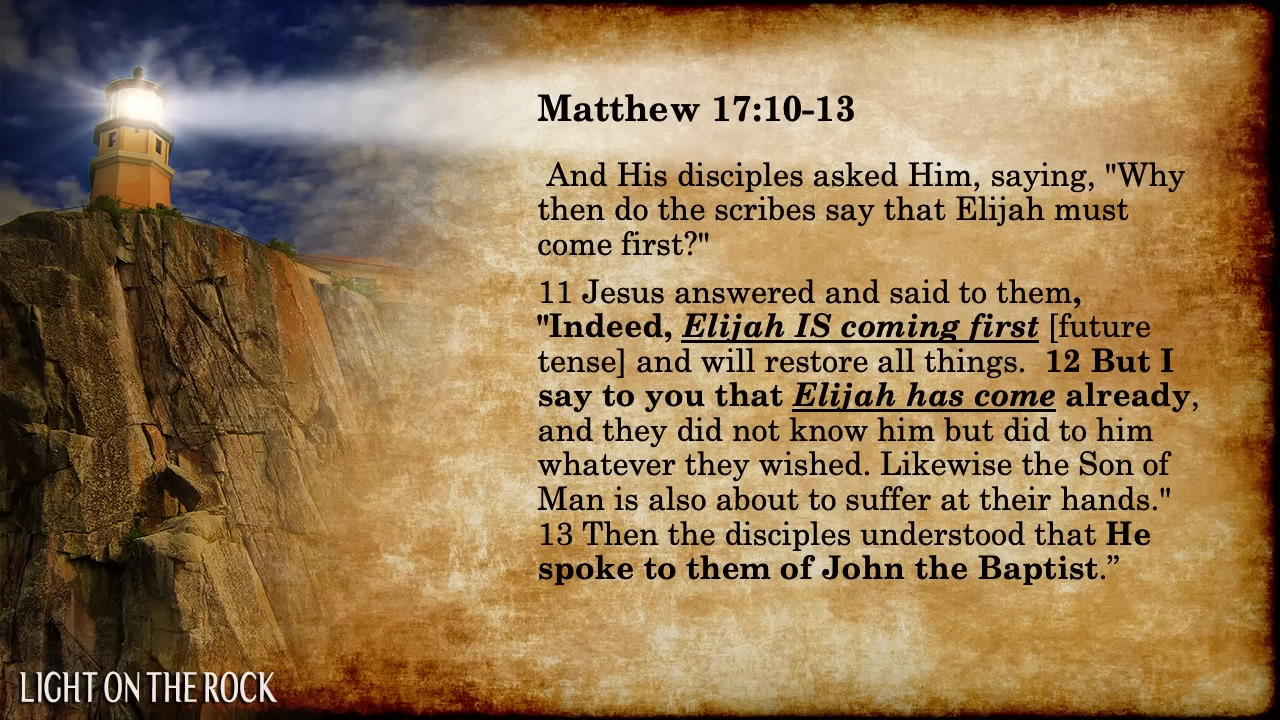 Matthew 17:10-13
And His disciples asked Him, saying, "Why
then do the scribes say that Elijah must
come first?"
11 Jesus answered and said to them,
"Indeed, Elijah IS coming first [future
tense] and will restore all things.  12 But I
say to you that Elijah has come already,
and they did not know him but did to him
whatever they wished. Likewise the Son of
Man is also about to suffer at their hands."
13 Then the disciples understood that He
spoke to them of John the Baptist.”
LIGHT ON THE ROCK